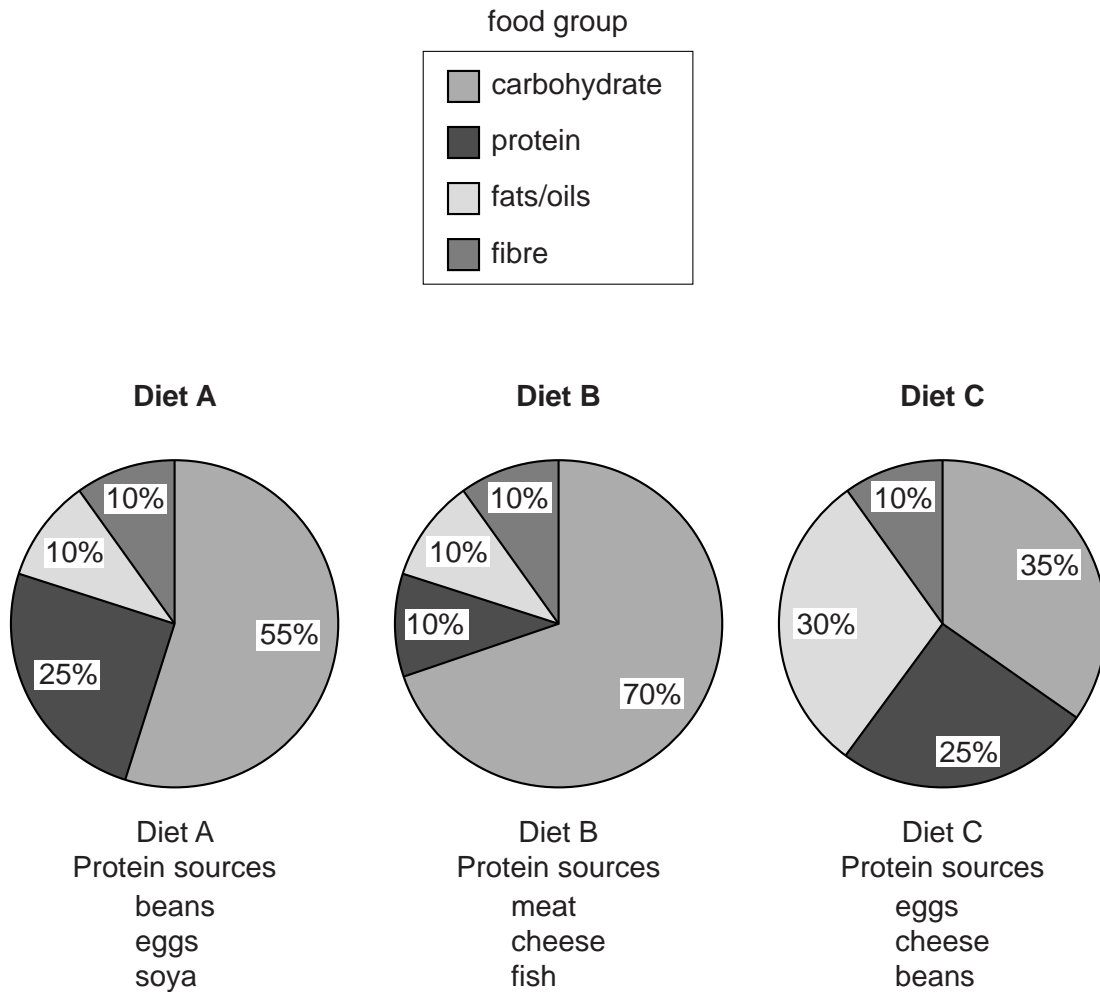 food group
carbohydrate
protein
fats/oils
fibre
Diet A
10%
10%
25%
55%
Diet A
Protein sources
beans
eggs
soya
Diet B
10%
10%
10%
70%
Diet B
Protein sources
meat
cheese
fish
Diet C
10%
35%
30%
25%
Diet C
Protein sources
eggs
cheese
beans